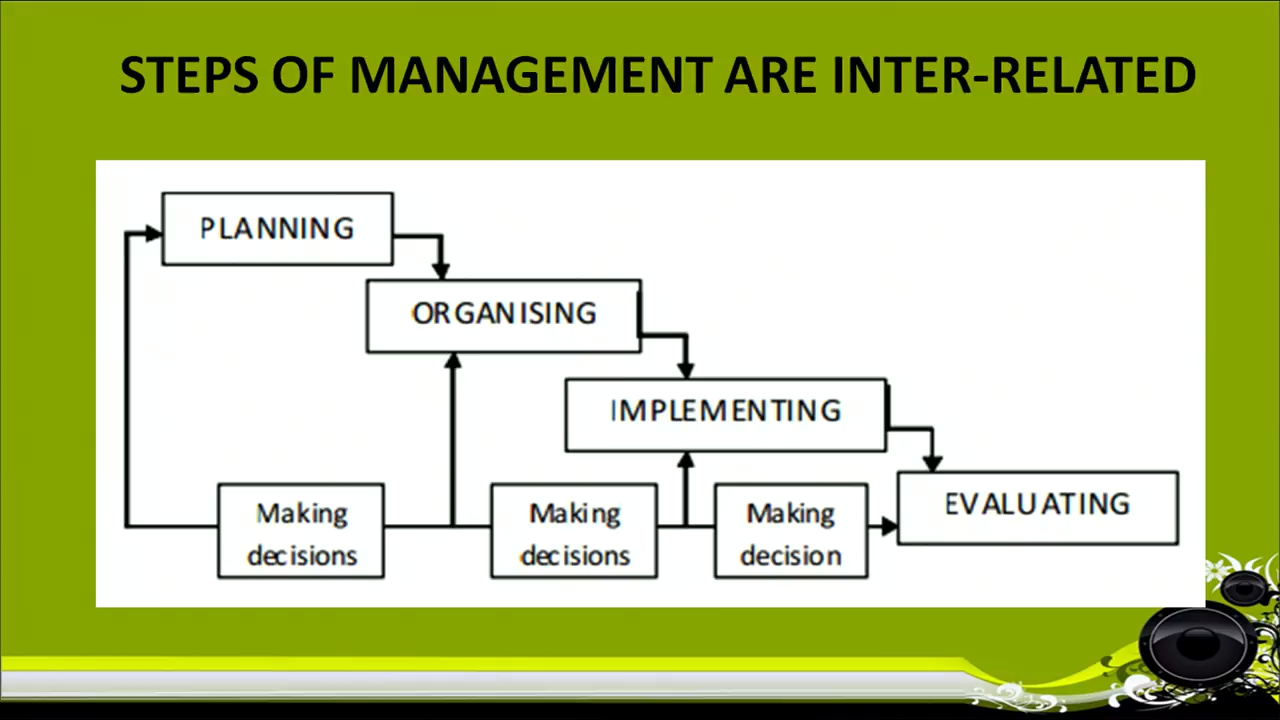 STEPS OF MANAGEMENT ARE INTER-RELATED
PLANNING
ORGANISING
IMPLEMENTING
EVALUATING
Making
decisions
Making
decisions
Making
decision